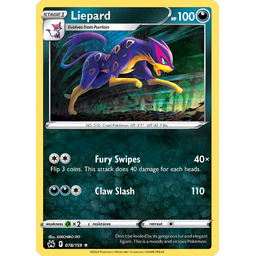 STAGE 1
Liepard
HP 100
Evolves from Purrloin
NO. 510 Cruel Pokémon HT: 3'7" WT: 82.7 lbs.
Fury Swipes 40×
Flip 3 coins. This attack does 40 damage for each heads.
Claw Slash 110
weakness ×2 resistance retreat
Don't be fooled by its gorgeous fur and elegant
figure. This is a moody and vicious Pokémon.
078/159 ★